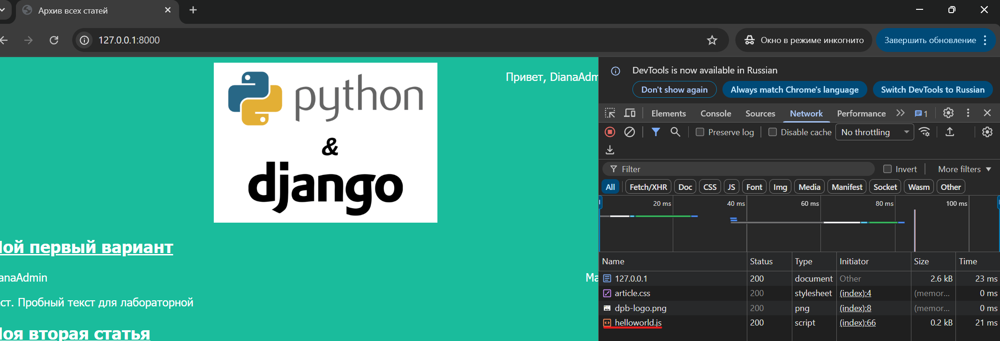 Архив всех статей
127.0.0.1:8000
Окно в режиме инкогнито
Завершить обновление
python
&
django
Привет, DianaAdm
ой первый вариант
anaAdmin
Ма
ст. Пробный текст для лабораторной
оя вторая статья
DevTools is now available in Russian
Don't show again
Always match Chrome's language
Switch DevTools to Russian
Elements Console Sources Network Performance 1
Preserve log Disable cache No throttling
Filter Invert More filters
All Fetch/XHR Doc CSS JS Font Img Media Manifest Socket Wasm Other
20 ms 40 ms 60 ms 80 ms 100 ms
Name Status Type Initiator Size Time
127.0.0.1 200 document Other 2.6 kB 23 ms
article.css 200 stylesheet (index):4 (memor... 0 ms
dpb-logo.png 200 png (index):8 (memor... 0 ms
helloworld.js 200 script (index):66 0.2 kB 21 ms